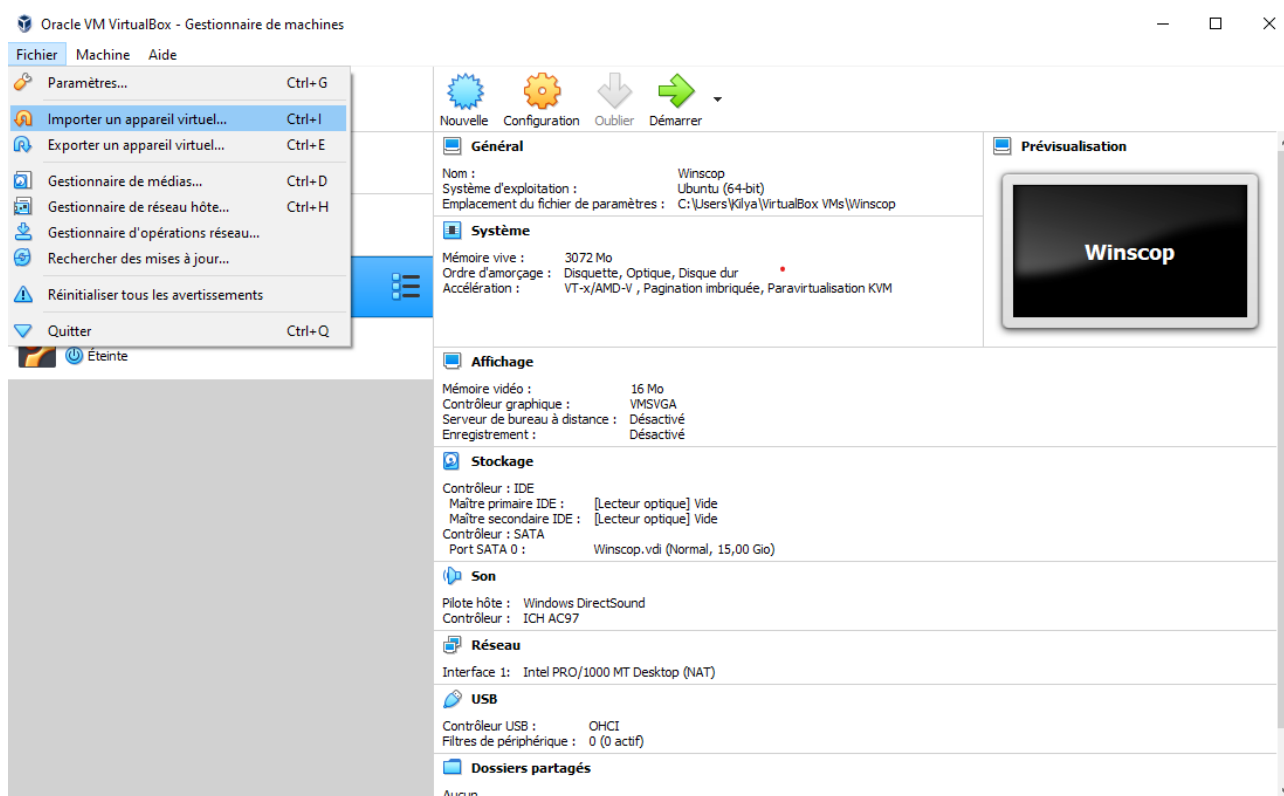 Oracle VM VirtualBox - Gestionnaire de machines
Fichier Machine Aide
Paramètres... Ctrl+G
Importer un appareil virtuel... Ctrl+I
Exporter un appareil virtuel... Ctrl+E
Gestionnaire de médias... Ctrl+D
Gestionnaire de réseau hôte... Ctrl+H
Gestionnaire d'opérations réseau...
Rechercher des mises à jour...
Réinitialiser tous les avertissements
Quitter Ctrl+Q
Éteinte
Nouvelle Configuration Oublier Démarrer
Général
Nom : Winscop
Système d'exploitation : Ubuntu (64-bit)
Emplacement du fichier de paramètres : C:\Users\Kilya\VirtualBox VMs\Winscop
Système
Mémoire vive : 3072 Mo
Ordre d'amorçage : Disquette, Optique, Disque dur
Accélération : VT-x/AMD-V , Pagination imbriquée, Paravirtualisation KVM
Prévisualisation
Winscop
Affichage
Mémoire vidéo : 16 Mo
Contrôleur graphique : VMSVGA
Serveur de bureau à distance : Désactivé
Enregistrement : Désactivé
Stockage
Contrôleur : IDE
Maître primaire IDE : [Lecteur optique] Vide
Maître secondaire IDE : [Lecteur optique] Vide
Contrôleur : SATA
Port SATA 0 : Winscop.vdi (Normal, 15,00 Gio)
Son
Pilote hôte : Windows DirectSound
Contrôleur : ICH AC97
Réseau
Interface 1: Intel PRO/1000 MT Desktop (NAT)
USB
Contrôleur USB : OHCI
Filtres de périphérique : 0 (0 actif)
Dossiers partagés
Aucun